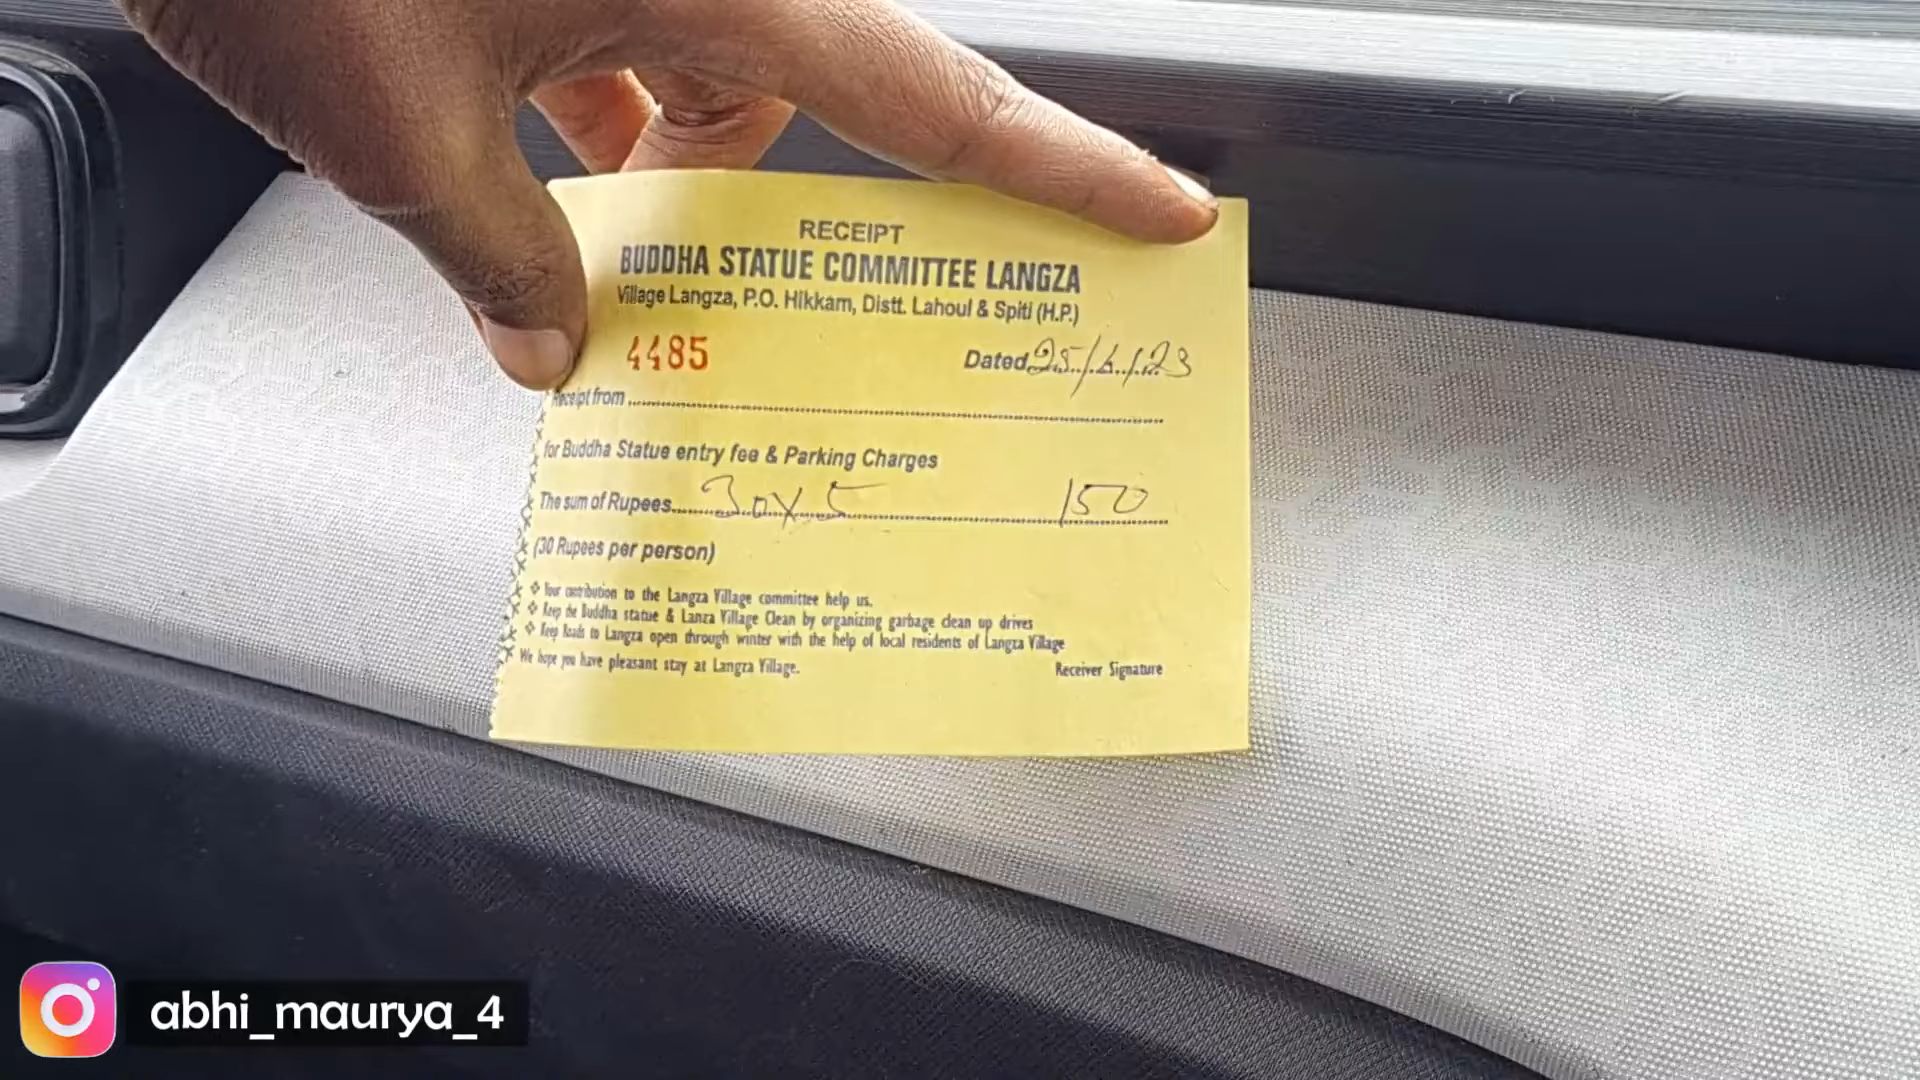 RECEIPT
BUDDHA STATUE COMMITTEE LANGZA
Village Langza, P.O. Hikkam, Distt. Lahoul & Spiti (H.P.)
4485 Dated 25/6/23
Receipt from
for Buddha Statue entry fee & Parking Charges
The sum of Rupees 30x5 150
(30 Rupees per person)
❖ Your contribution to the Langza Village committee help us.
❖ Keep the Buddha statue & Lanza Village Clean by organizing garbage clean up drives
❖ Keep Roads to Langza open through winter with the help of local residents of Langza Village
We hope you have pleasant stay at Langza Village.
Receiver Signature
abhi_maurya_4